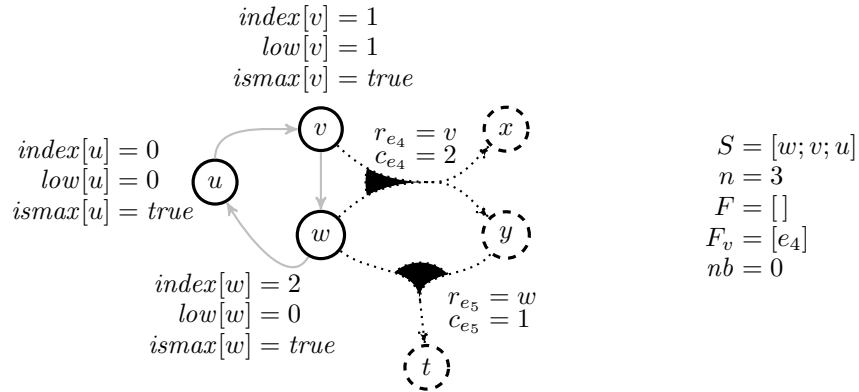 index[v] = 1
low[v] = 1
ismax[v] = true
v
r_{e_4} = v
c_{e_4} = 2
x
index[u] = 0
low[u] = 0
ismax[u] = true
u
w
y
index[w] = 2
low[w] = 0
ismax[w] = true
r_{e_5} = w
c_{e_5} = 1
t
S = [w; v; u]
n = 3
F = [ ]
F_v = [e_4]
nb = 0